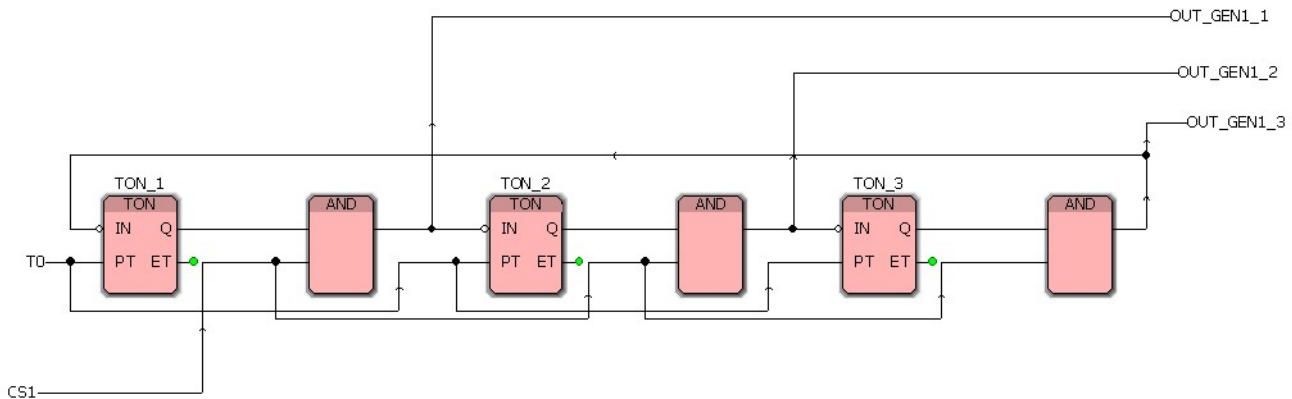 OUT_GEN1_1
OUT_GEN1_2
OUT_GEN1_3
TON_1
TON_2
TON_3
TON
AND
TON
AND
TON
AND
IN Q
IN Q
IN Q
T0
PT ET
PT ET
PT ET
CS1